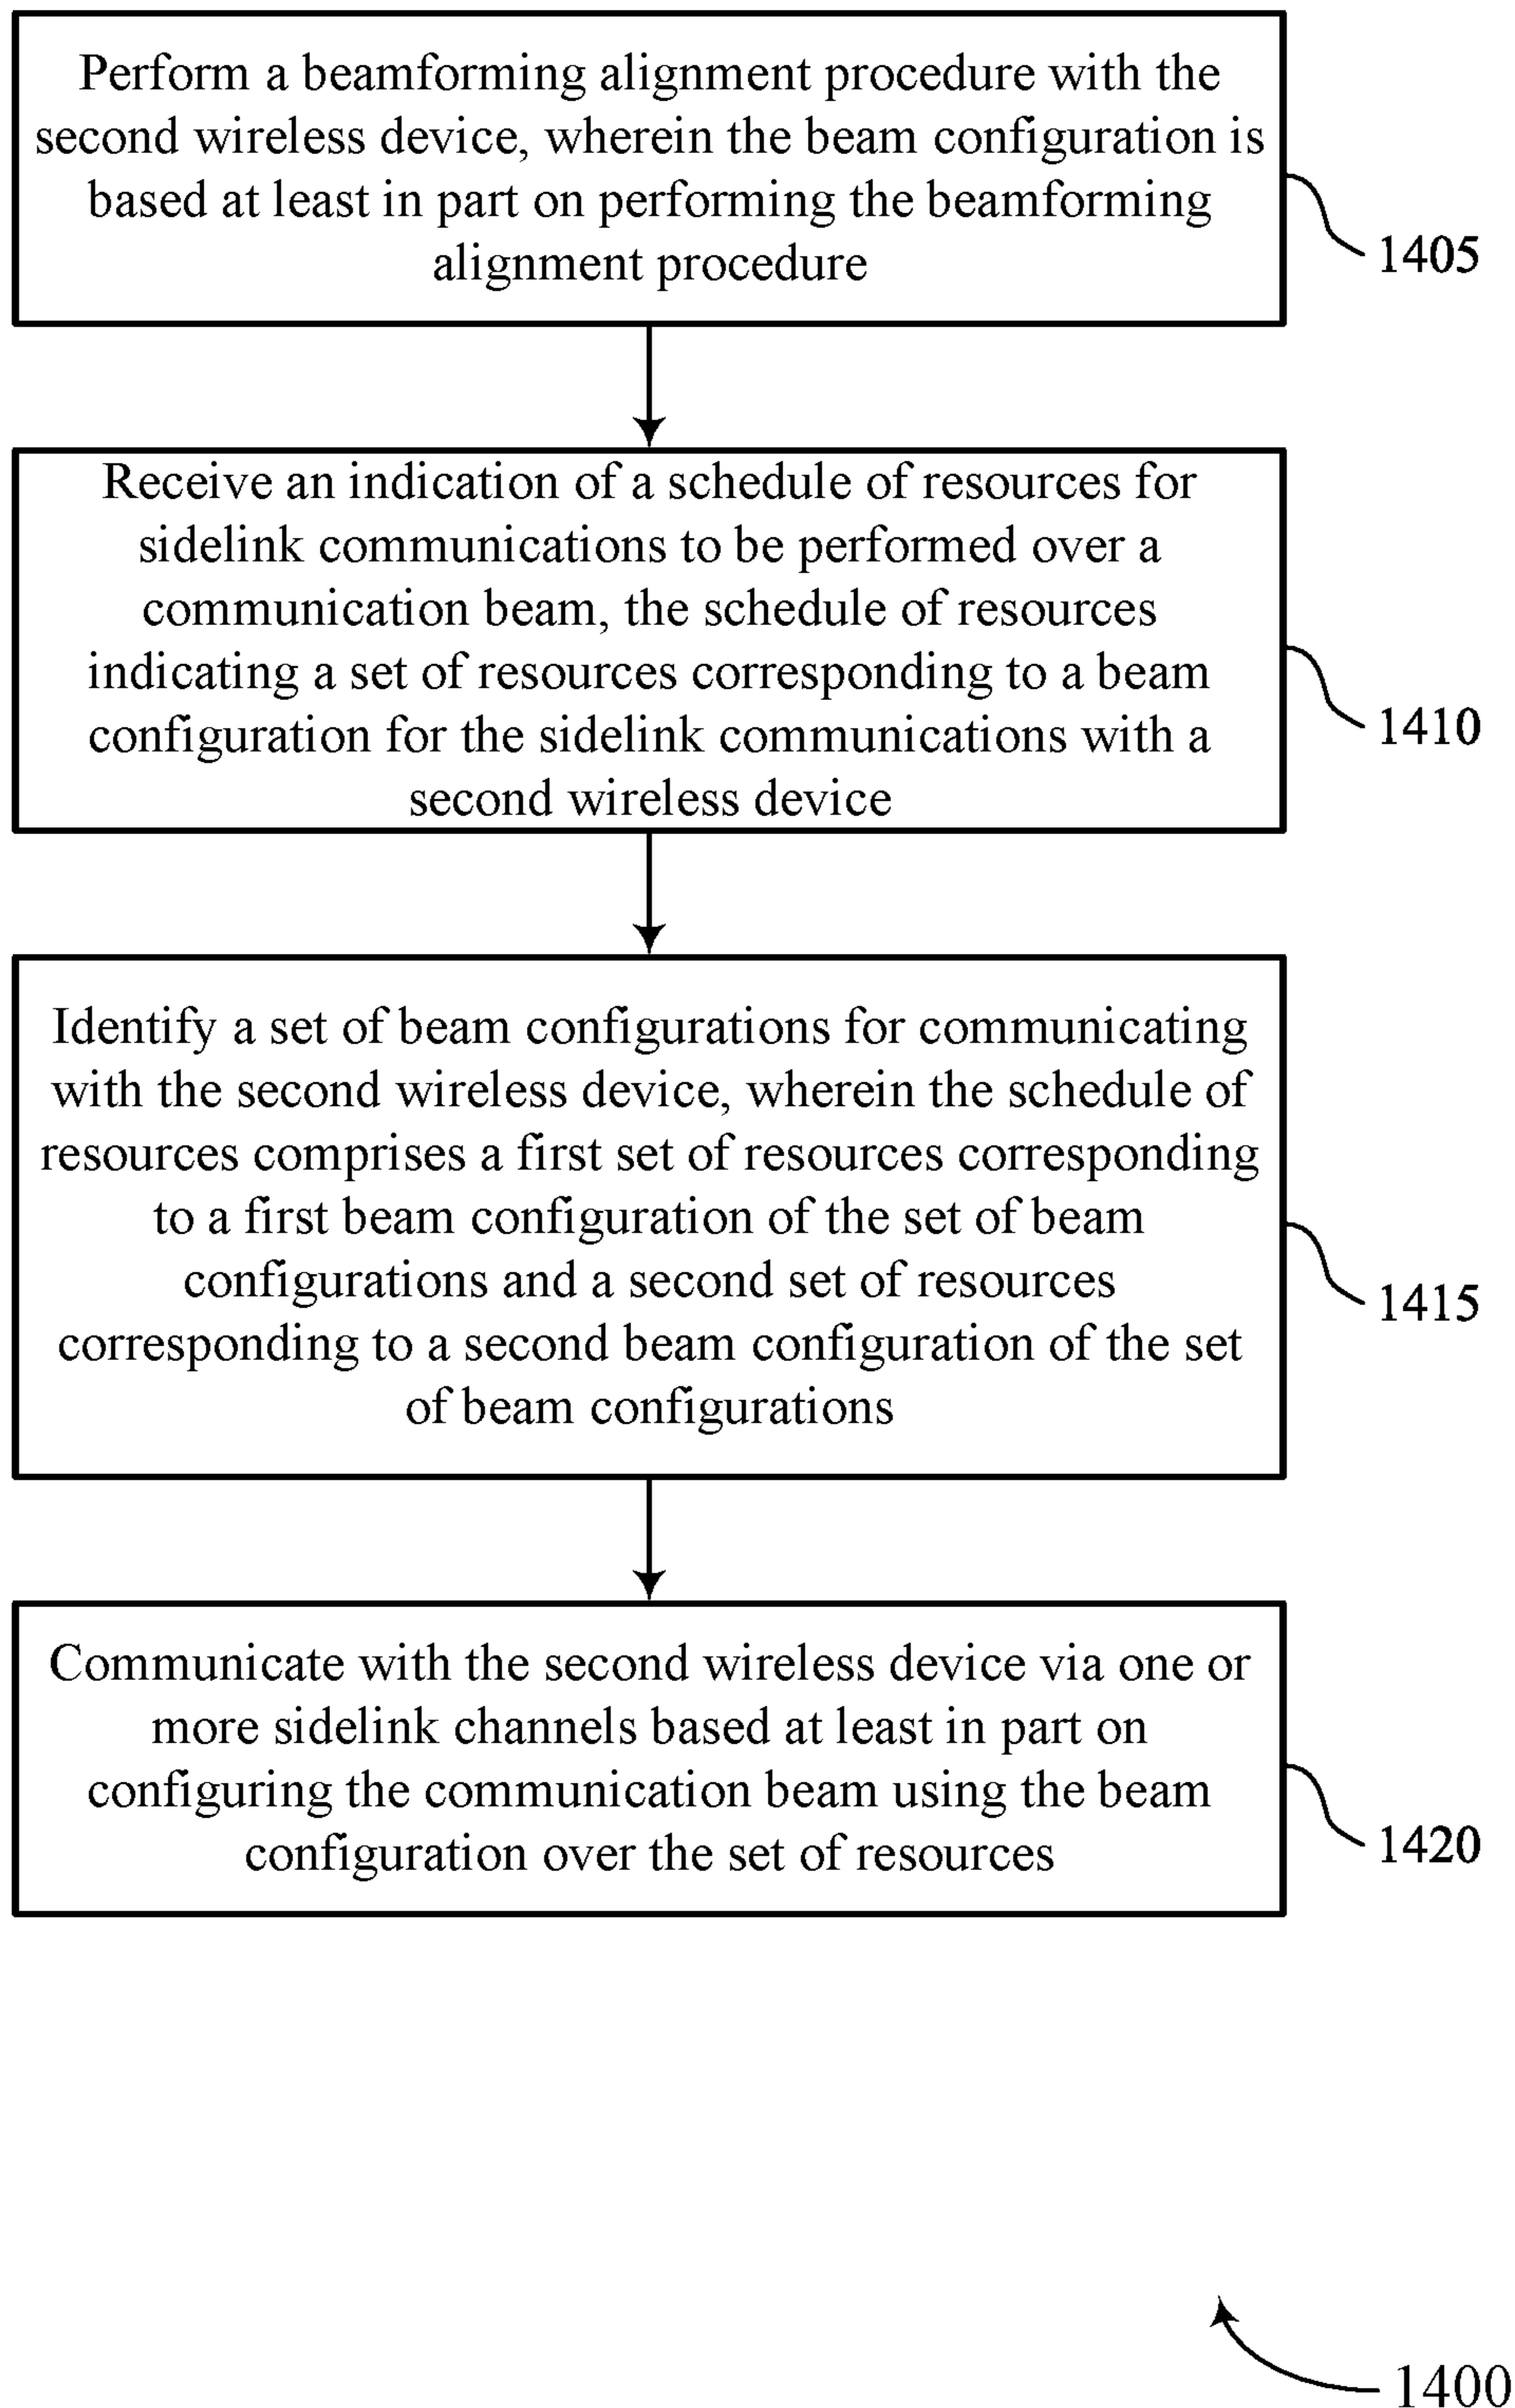 Perform a beamforming alignment procedure with the
second wireless device, wherein the beam configuration is
based at least in part on performing the beamforming
alignment procedure
1405
Receive an indication of a schedule of resources for
sidelink communications to be performed over a
communication beam, the schedule of resources
indicating a set of resources corresponding to a beam
configuration for the sidelink communications with a
second wireless device
1410
Identify a set of beam configurations for communicating
with the second wireless device, wherein the schedule of
resources comprises a first set of resources corresponding
to a first beam configuration of the set of beam
configurations and a second set of resources
corresponding to a second beam configuration of the set
of beam configurations
1415
Communicate with the second wireless device via one or
more sidelink channels based at least in part on
configuring the communication beam using the beam
configuration over the set of resources
1420
1400